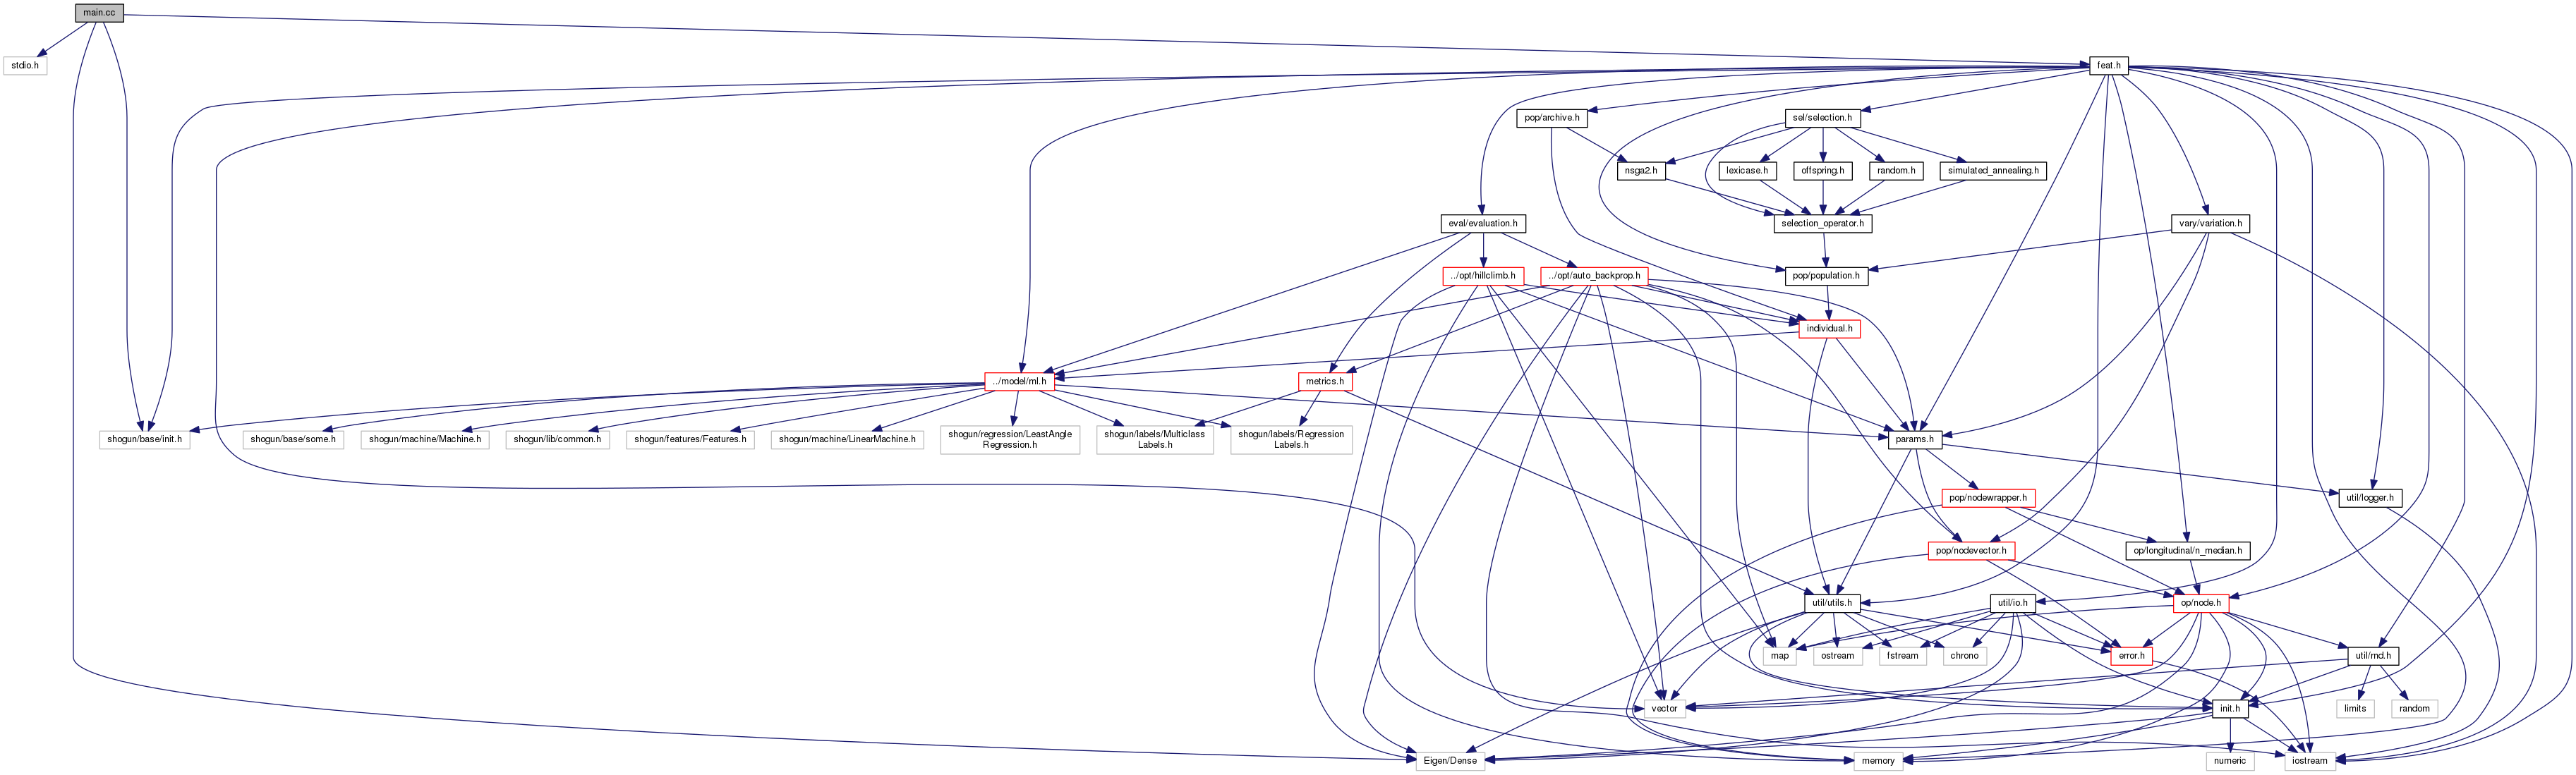 main.cc
stdio.h
feat.h
pop/archive.h
sel/selection.h
nsga2.h
lexicase.h
offspring.h
random.h
simulated_annealing.h
eval/evaluation.h
selection_operator.h
vary/variation.h
../opt/hillclimb.h
../opt/auto_backprop.h
pop/population.h
individual.h
../model/ml.h
metrics.h
shogun/base/init.h
shogun/base/some.h
shogun/machine/Machine.h
shogun/lib/common.h
shogun/features/Features.h
shogun/machine/LinearMachine.h
shogun/regression/LeastAngle
Regression.h
shogun/labels/Multiclass
Labels.h
shogun/labels/Regression
Labels.h
params.h
pop/nodewrapper.h
util/logger.h
pop/nodevector.h
op/longitudinal/n_median.h
util/utils.h
util/io.h
op/node.h
map
ostream
fstream
chrono
error.h
util/rnd.h
vector
init.h
limits
random
Eigen/Dense
memory
numeric
iostream